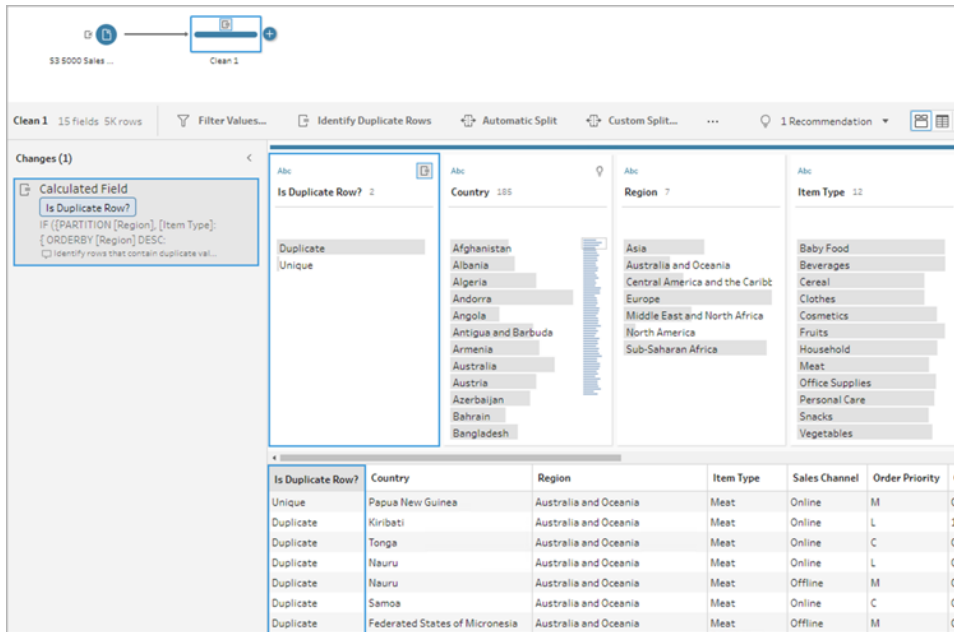 S3 5000 Sales ...
Clean 1
Clean 1 15 fields 5K rows Filter Values... Identify Duplicate Rows Automatic Split Custom Split... ... 1 Recommendation
Changes (1)
Calculated Field
Is Duplicate Row?
IF ([PARTITION [Region], [Item Type]:
{ ORDERBY [Region] DESC:
Identify rows that contain duplicate val...
Abc
Is Duplicate Row? 2
Duplicate
Unique
Abc
Country 185
Afghanistan
Albania
Algeria
Andorra
Angola
Antigua and Barbuda
Armenia
Australia
Austria
Azerbaijan
Bahrain
Bangladesh
Abc
Region 7
Asia
Australia and Oceania
Central America and the Caribb
Europe
Middle East and North Africa
North America
Sub-Saharan Africa
Abc
Item Type 12
Baby Food
Beverages
Cereal
Clothes
Cosmetics
Fruits
Household
Meat
Office Supplies
Personal Care
Snacks
Vegetables
Is Duplicate Row? Country Region Item Type Sales Channel Order Priority
Unique Papua New Guinea Australia and Oceania Meat Online M
Duplicate Kiribati Australia and Oceania Meat Online L
Duplicate Tonga Australia and Oceania Meat Online C
Duplicate Nauru Australia and Oceania Meat Online L
Duplicate Nauru Australia and Oceania Meat Offline M
Duplicate Samoa Australia and Oceania Meat Online C
Duplicate Federated States of Micronesia Australia and Oceania Meat Offline M